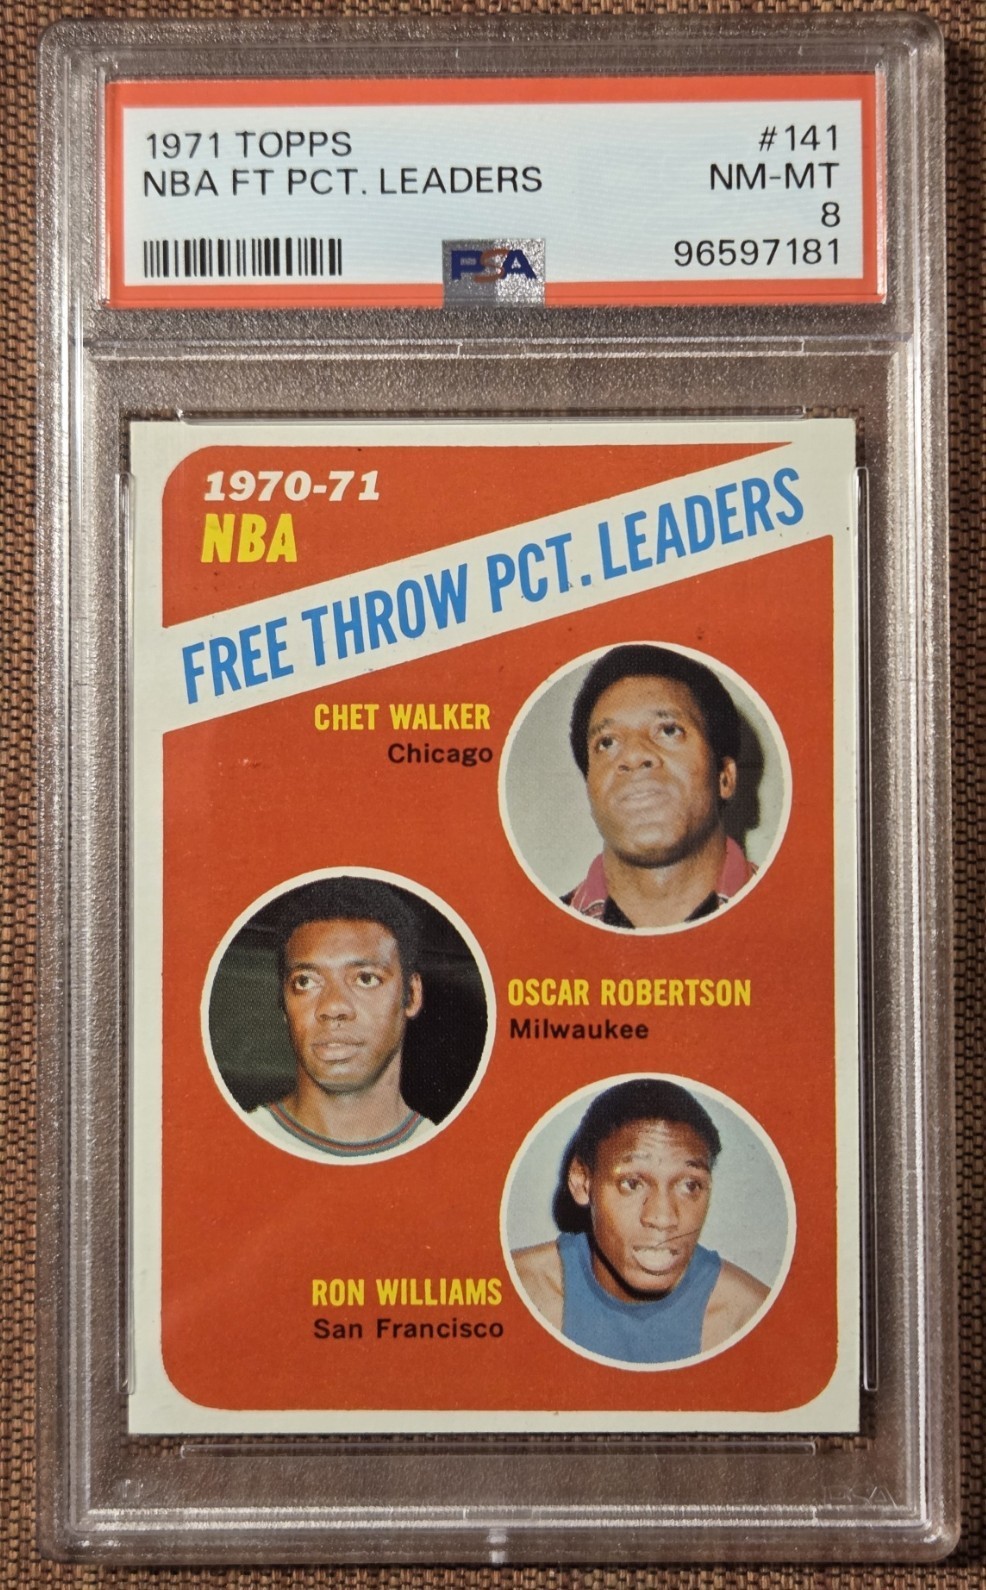 1971 TOPPS #141
NBA FT PCT. LEADERS NM-MT
8
PSA 96597181
1970-71
NBA
FREE THROW PCT. LEADERS
CHET WALKER
Chicago
OSCAR ROBERTSON
Milwaukee
RON WILLIAMS
San Francisco
PSA